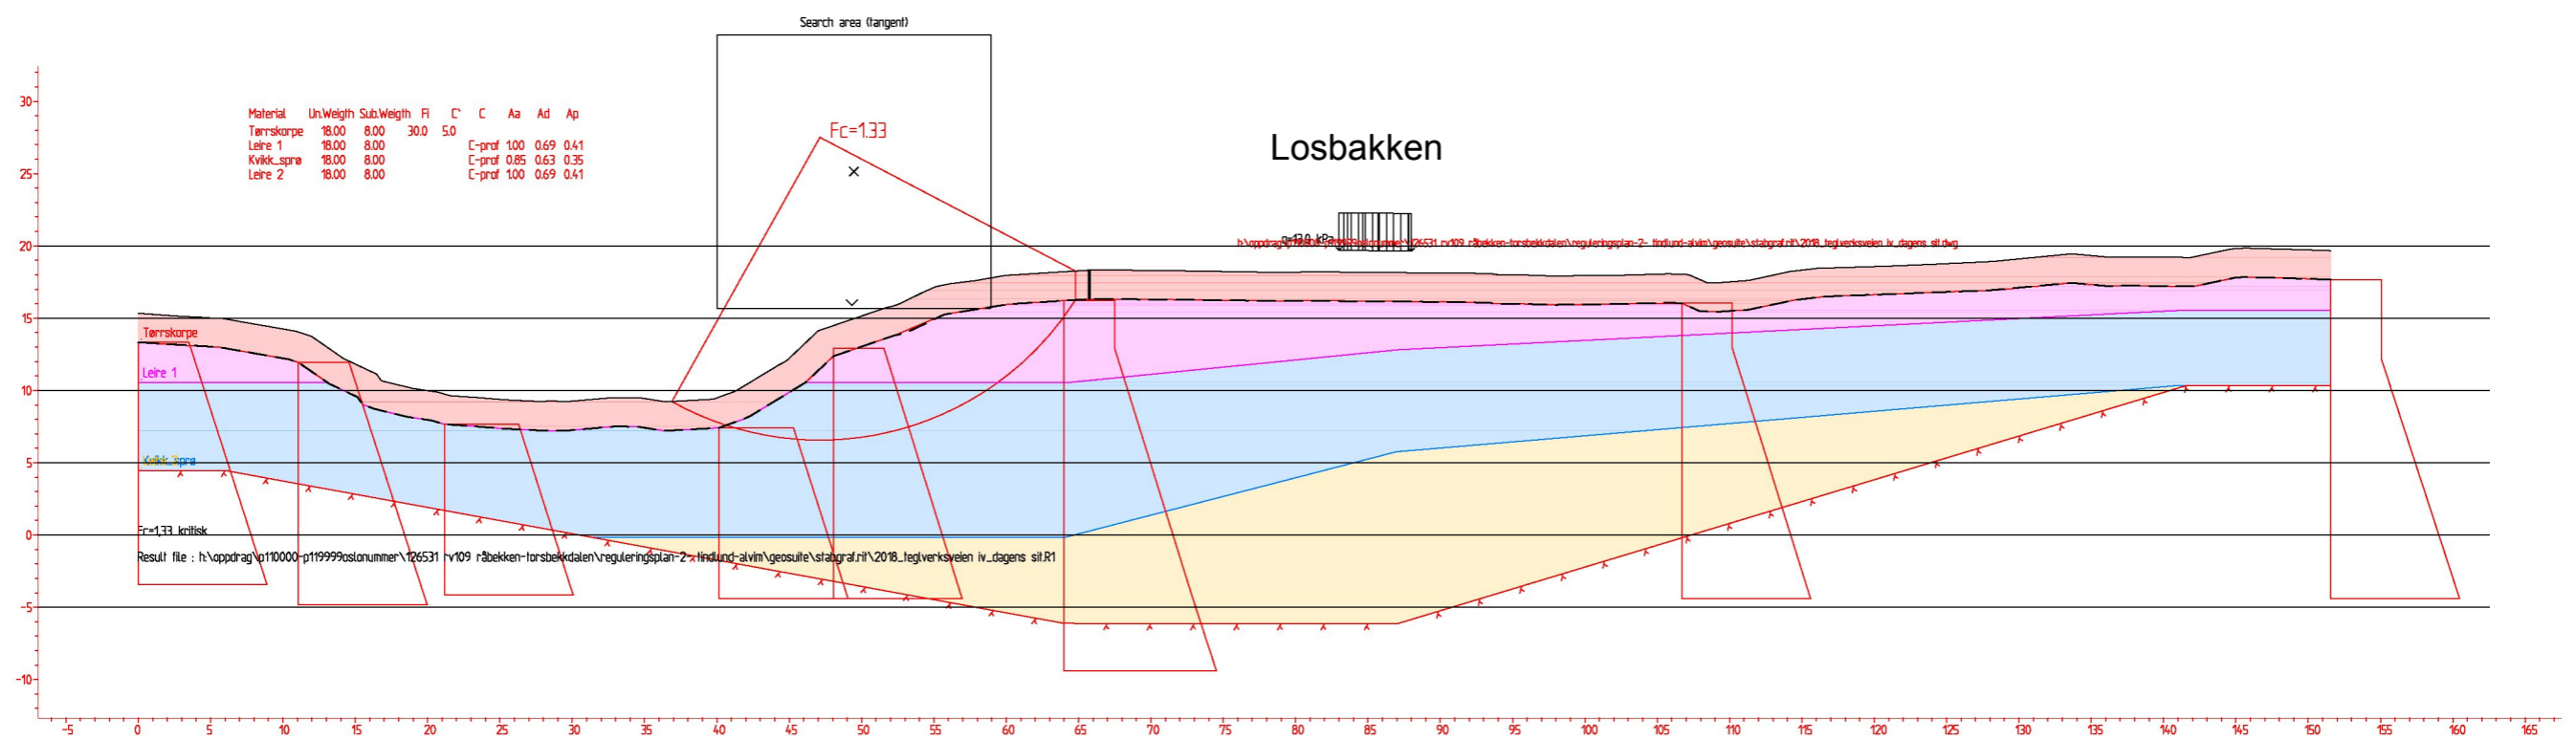 Search area (tangent)
30
Material Un.Weigth Sub.Weigth Fi C' C Aa Ad Ap
Tørrskorpe 18.00 8.00 30.0 5.0
Leire 1 18.00 8.00 C-prof 1.00 0.69 0.41
Kvikk_sprø 18.00 8.00 C-prof 0.85 0.63 0.35
Leire 2 18.00 8.00 C-prof 1.00 0.69 0.41
Fc=1.33
Losbakken
25
20
q=13.0 kPa
15
Tørrskorpe
Leire 1
10
Kvikk_sprø
5
Fc=1,33 kritisk
0
Result file : h:\oppdrag\p110000-p119999oslonummer\126531 rv109 råbekken-torsbekkdalen\reguleringsplan-2- tindlund-alvim\geosuite\stabgraf.rit\2018_teglverksveien iv_dagens sit.R1
-5
-10
-5 0 5 10 15 20 25 30 35 40 45 50 55 60 65 70 75 80 85 90 95 100 105 110 115 120 125 130 135 140 145 150 155 160 165